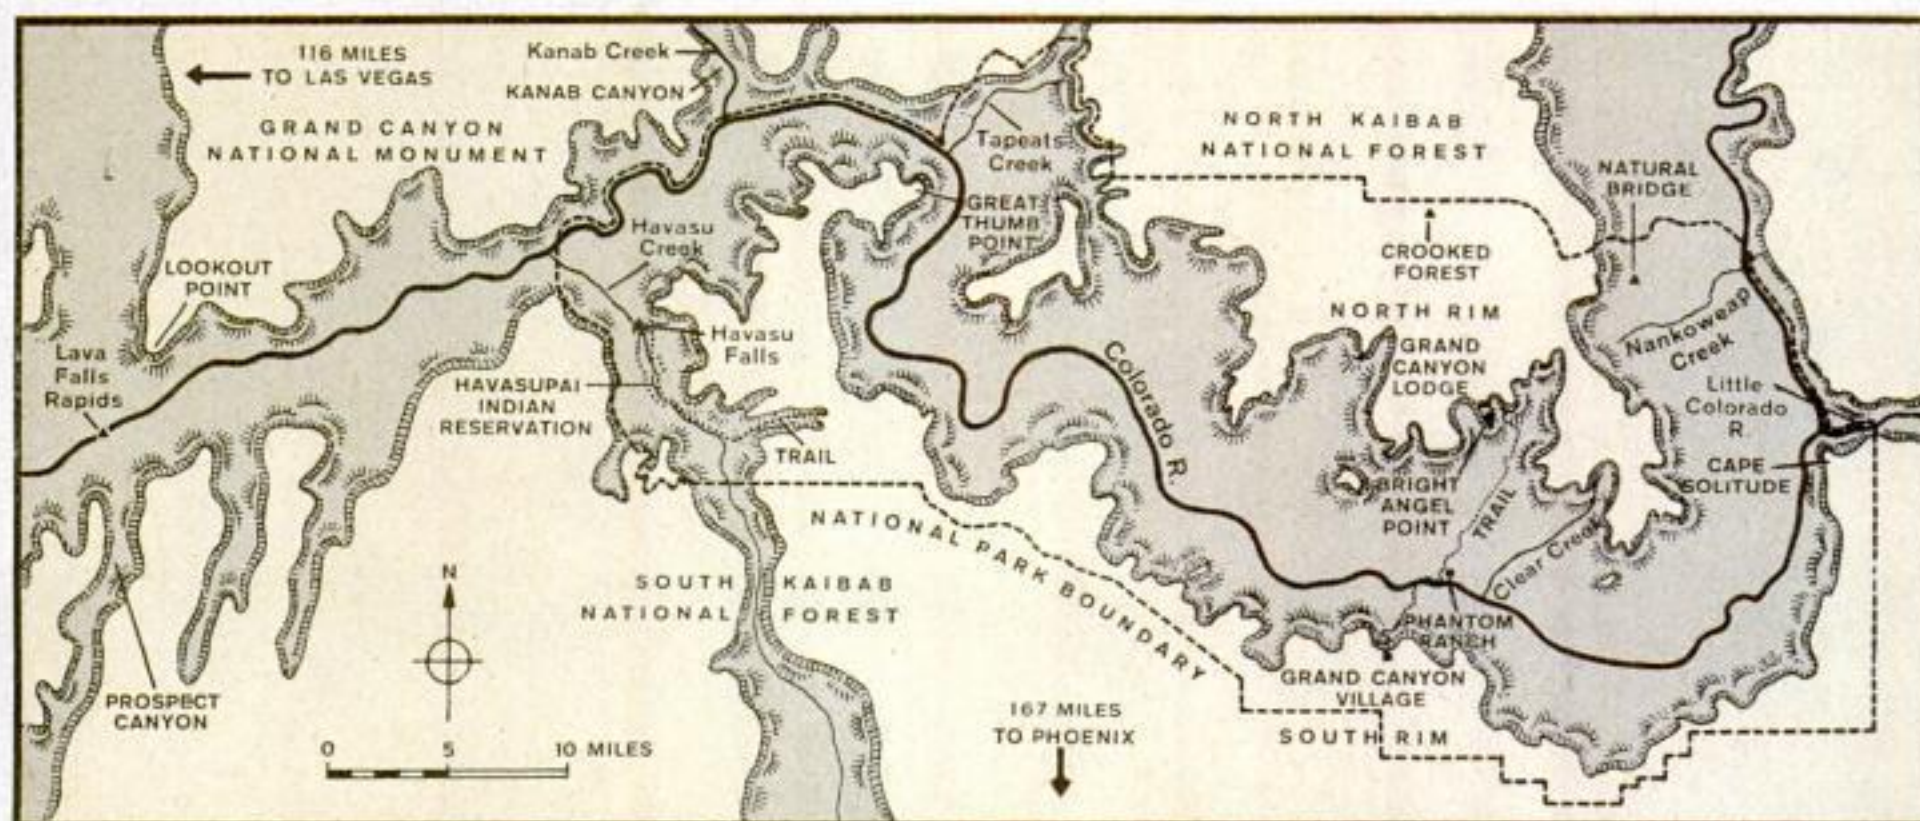 116 MILES
TO LAS VEGAS
Kanab Creek
KANAB CANYON
GRAND CANYON
NATIONAL MONUMENT
Tapeats
Creek
NORTH KAIBAB
NATIONAL FOREST
NATURAL
BRIDGE
GREAT
THUMB
POINT
Havasu
Creek
CROOKED
FOREST
LOOKOUT
POINT
NORTH RIM
Nankoweap
Creek
Havasu
Falls
Lava
Falls
Rapids
GRAND
CANYON
LODGE
Colorado R.
Little
Colorado
R.
HAVASUPAI
INDIAN
RESERVATION
TRAIL
CAPE
SOLITUDE
BRIGHT
ANGEL
POINT
TRAIL
Clear Creek
NATIONAL PARK BOUNDARY
N
SOUTH KAIBAB
NATIONAL FOREST
PHANTOM
RANCH
GRAND CANYON
VILLAGE
PROSPECT
CANYON
167 MILES
TO PHOENIX
SOUTH RIM
0 5 10 MILES